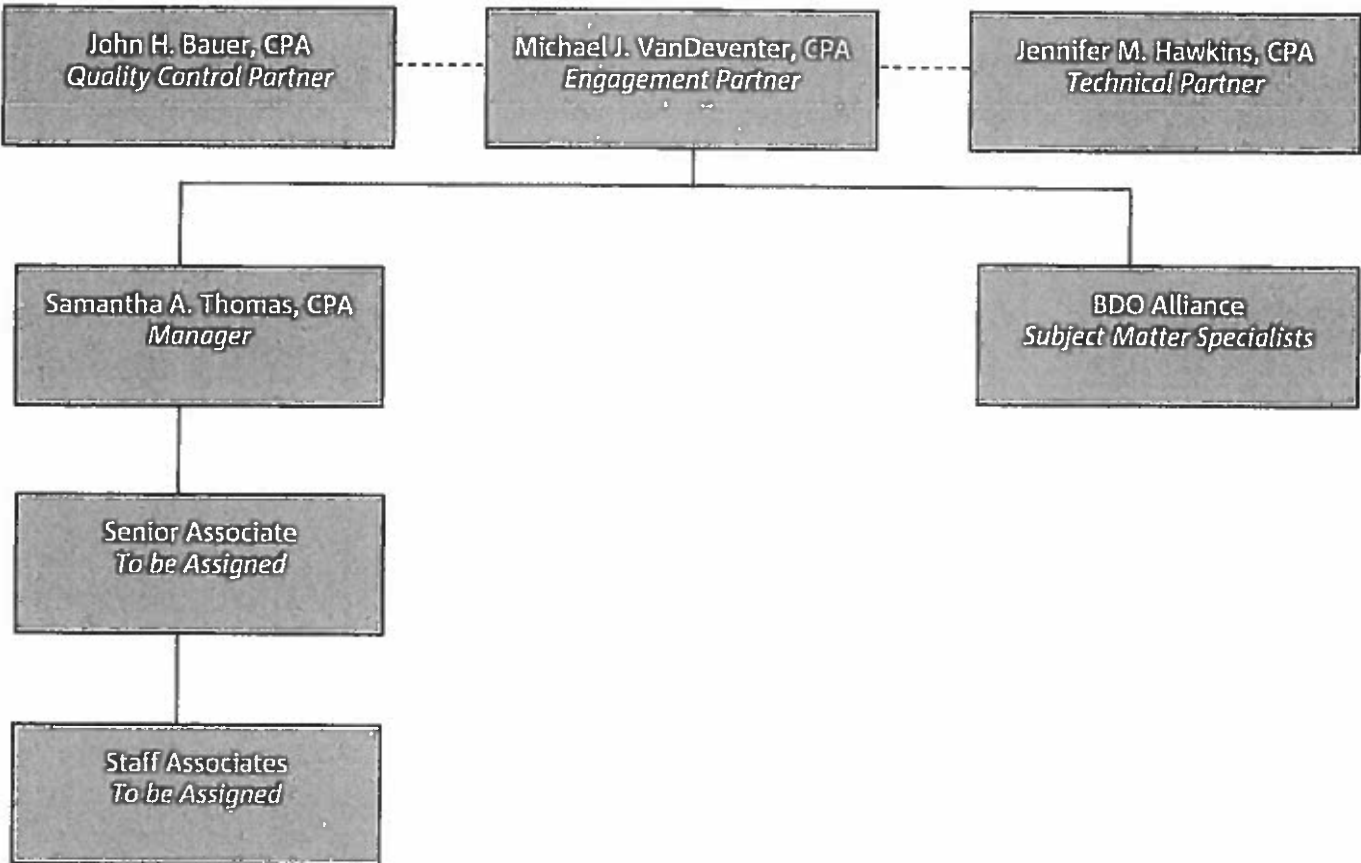 John H. Bauer, CPA
Quality Control Partner
Michael J. VanDeventer, CPA
Engagement Partner
Jennifer M. Hawkins, CPA
Technical Partner
Samantha A. Thomas, CPA
Manager
BDO Alliance
Subject Matter Specialists
Senior Associate
To be Assigned
Staff Associates
To be Assigned